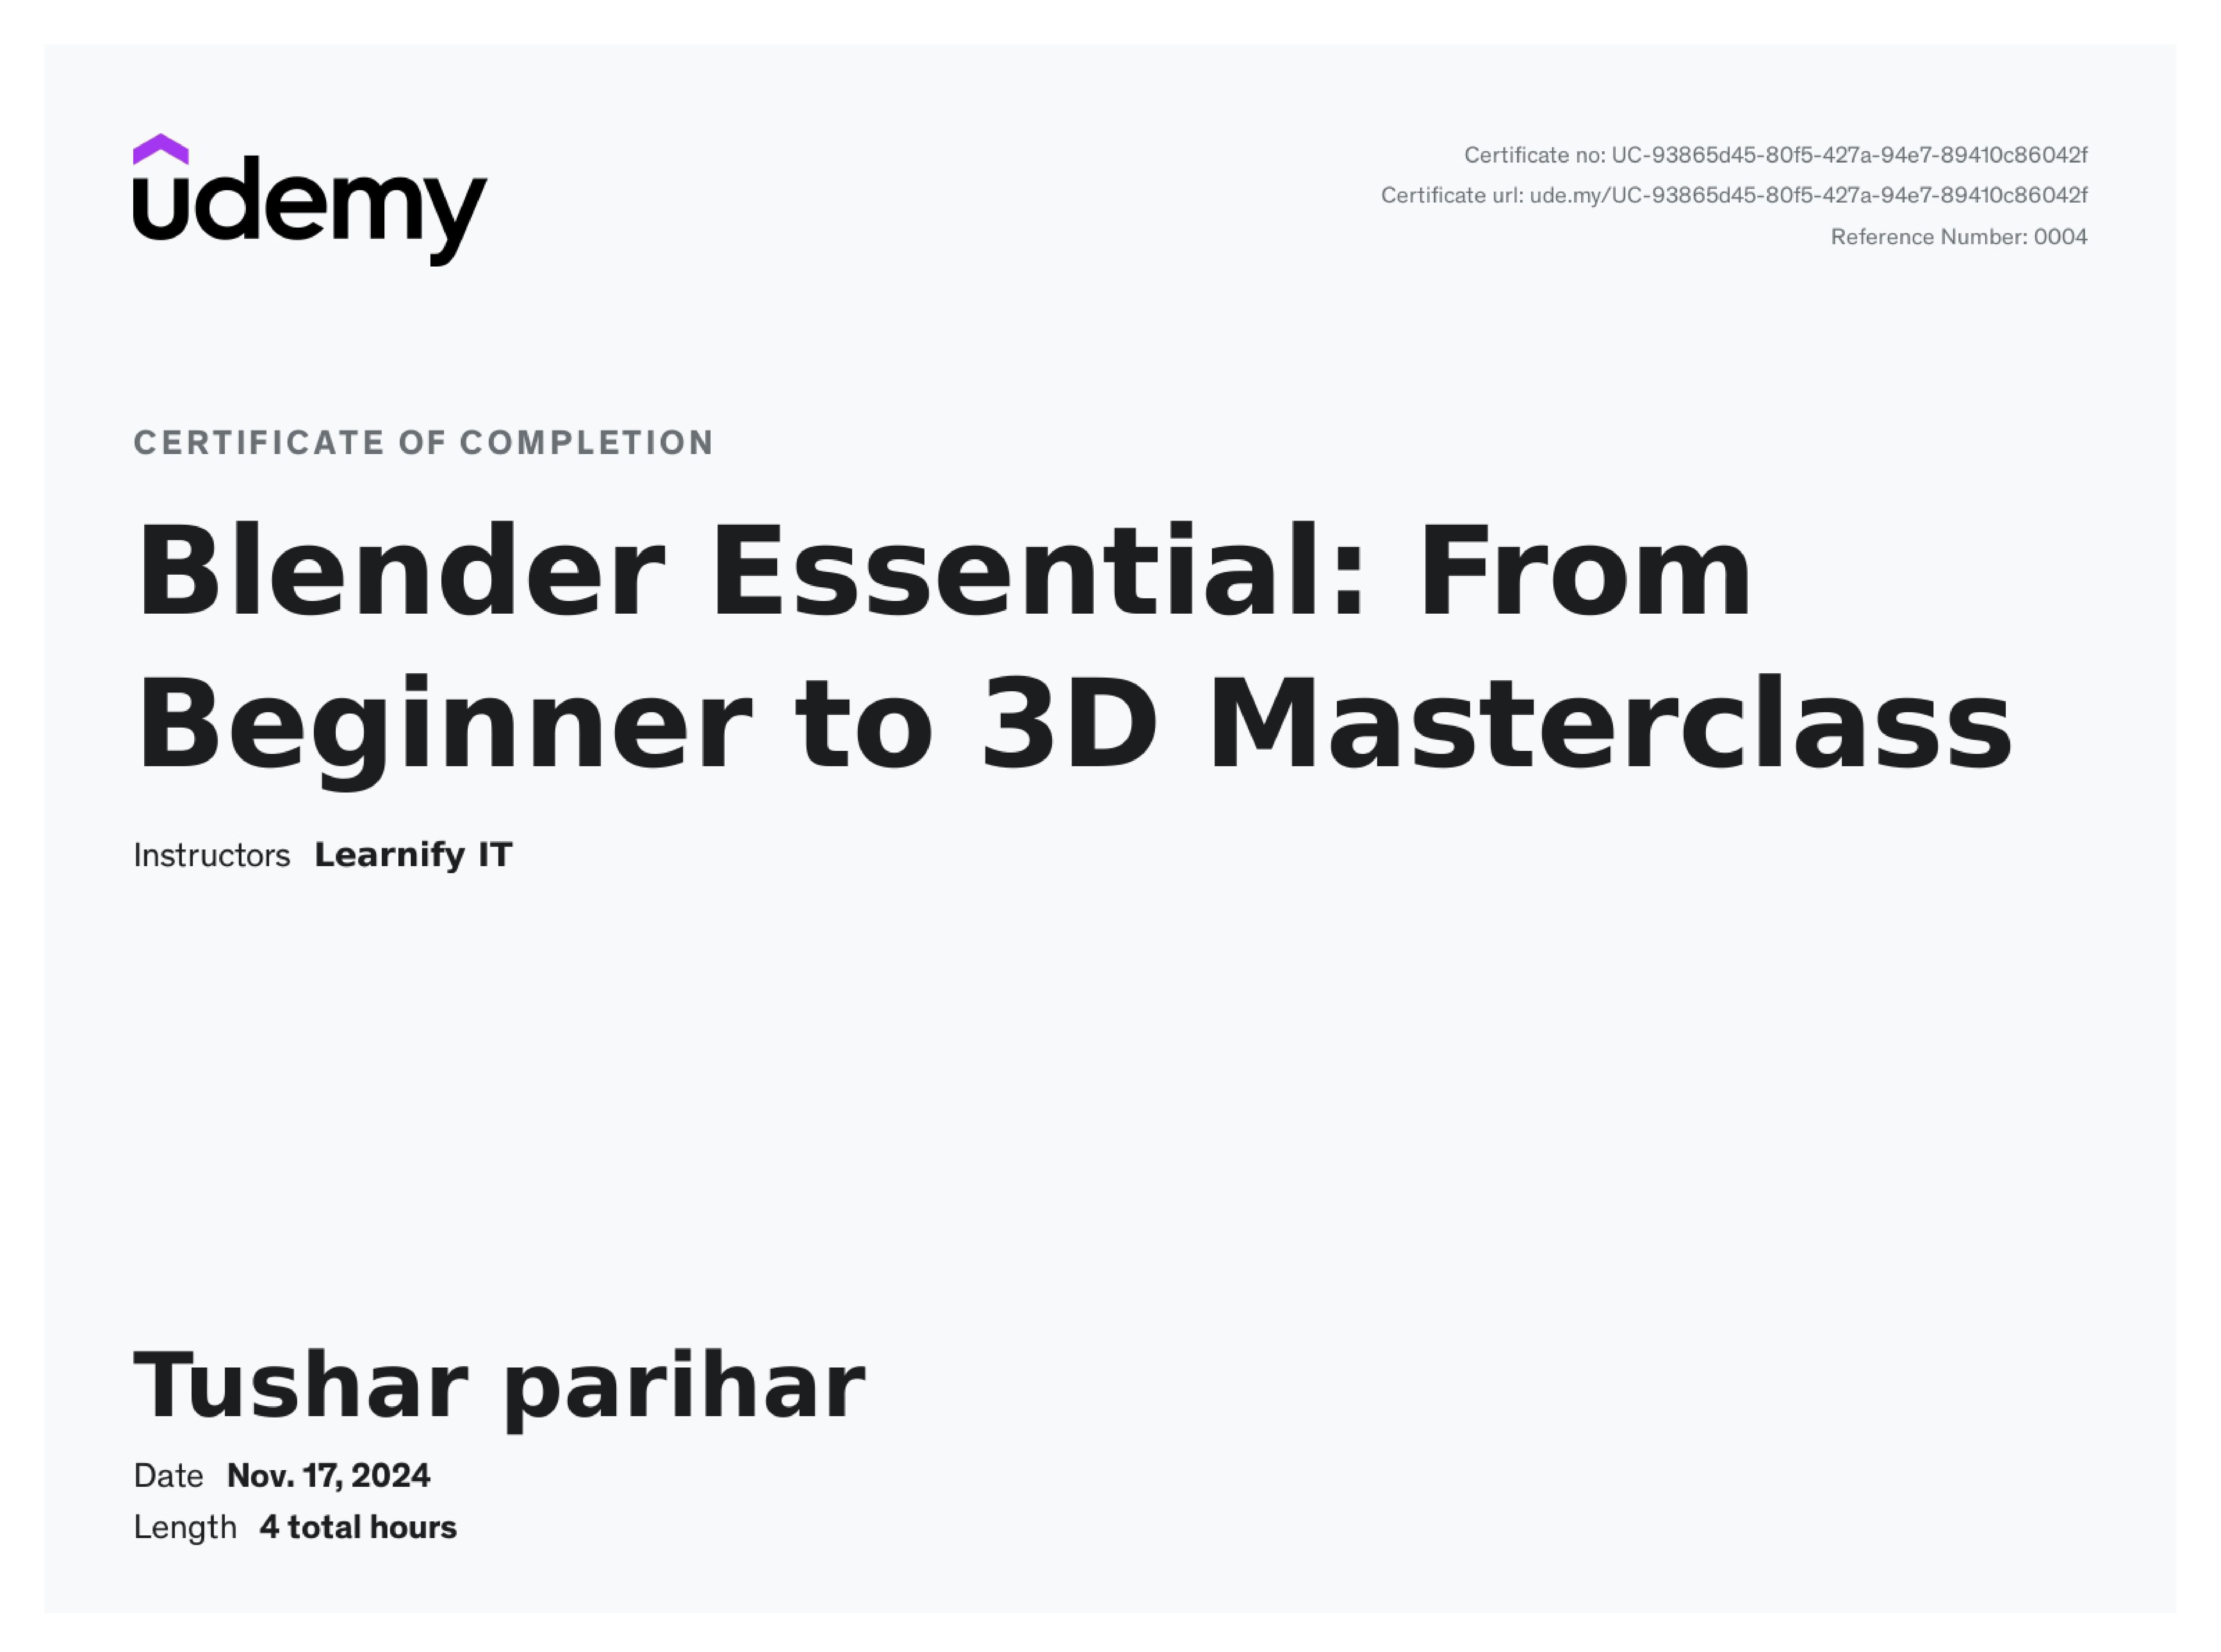 udemy
Certificate no: UC-93865d45-80f5-427a-94e7-89410c86042f
Certificate url: ude.my/UC-93865d45-80f5-427a-94e7-89410c86042f
Reference Number: 0004
CERTIFICATE OF COMPLETION
Blender Essential: From
Beginner to 3D Masterclass
Instructors Learnify IT
Tushar parihar
Date Nov. 17, 2024
Length 4 total hours